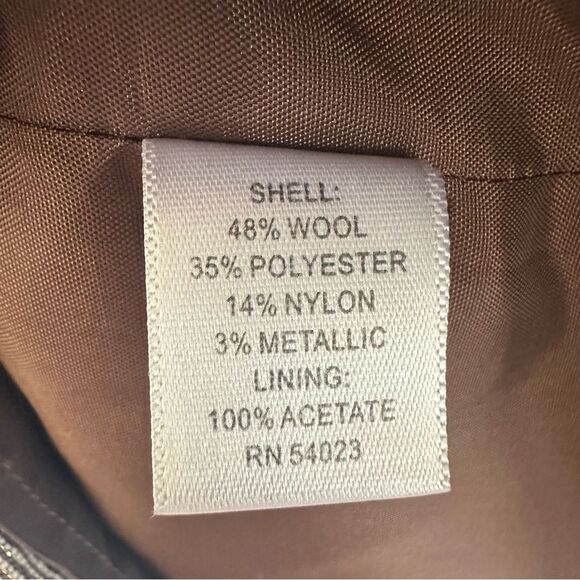 SHELL:
48% WOOL
35% POLYESTER
14% NYLON
3% METALLIC
LINING:
100% ACETATE
RN 54023